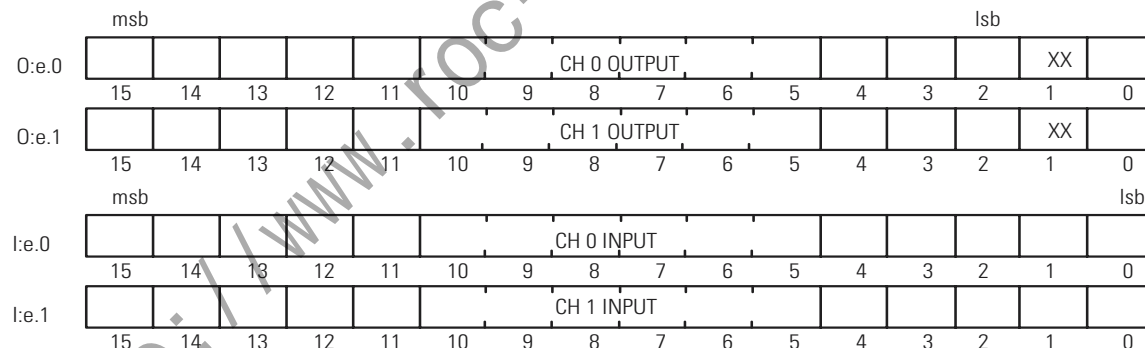 msb lsb
O:e.0 CH 0 OUTPUT XX
15 14 13 12 11 10 9 8 7 6 5 4 3 2 1 0
O:e.1 CH 1 OUTPUT XX
15 14 13 12 11 10 9 8 7 6 5 4 3 2 1 0
msb lsb
I:e.0 CH 0 INPUT
15 14 13 12 11 10 9 8 7 6 5 4 3 2 1 0
I:e.1 CH 1 INPUT
15 14 13 12 11 10 9 8 7 6 5 4 3 2 1 0
://www.roc